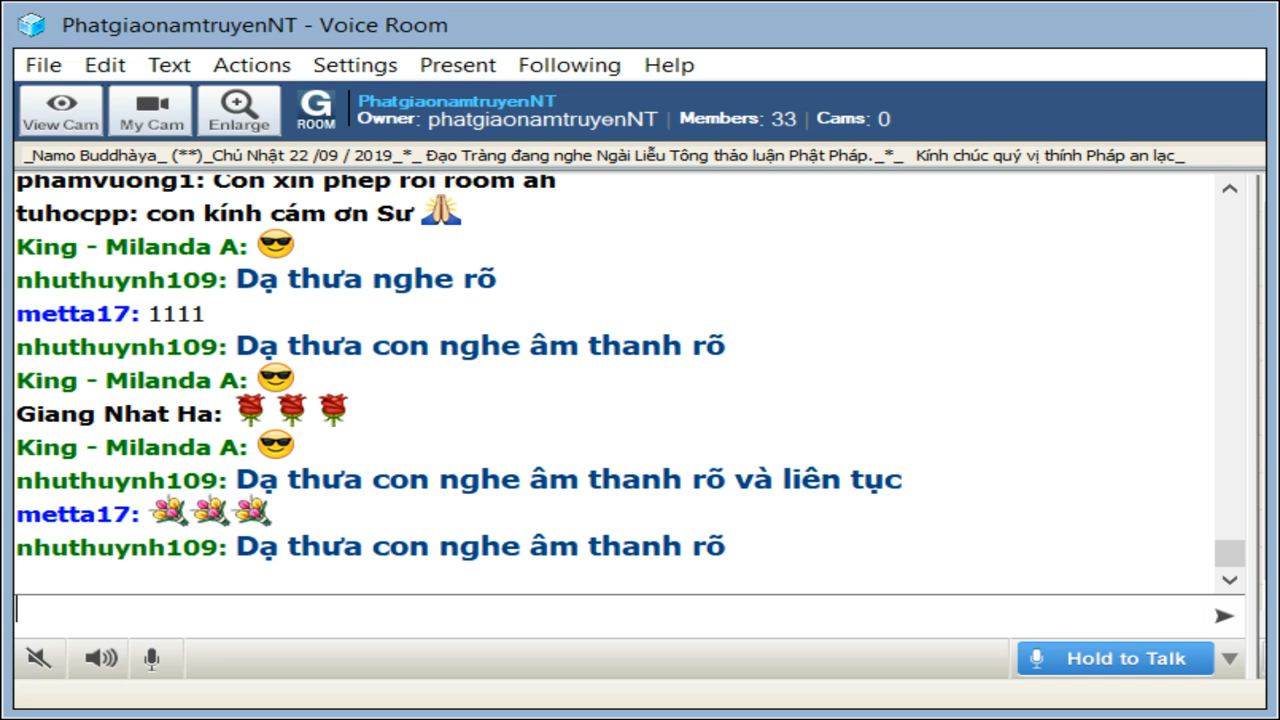 PhatgiaonamtruyenNT - Voice Room
File Edit Text Actions Settings Present Following Help
View Cam My Cam Enlarge G ROOM PhatgiaonamtruyenNT
Owner: phatgiaonamtruyenNT | Members: 33 | Cams: 0
_Namo Buddhàya_ (**)_Chủ Nhật 22 /09 / 2019_*_ Đạo Tràng đang nghe Ngài Liễu Tông thảo luận Phật Pháp._*_ Kính chúc quý vị thính Pháp an lạc_
phamvuong1: Con xin phép rời room ah
tuhocpp: con kính cám ơn Sư
King - Milanda A:
nhuthuynh109: Dạ thưa nghe rõ
metta17: 1111
nhuthuynh109: Dạ thưa con nghe âm thanh rõ
King - Milanda A:
Giang Nhat Ha:
King - Milanda A:
nhuthuynh109: Dạ thưa con nghe âm thanh rõ và liên tục
metta17:
nhuthuynh109: Dạ thưa con nghe âm thanh rõ
Hold to Talk